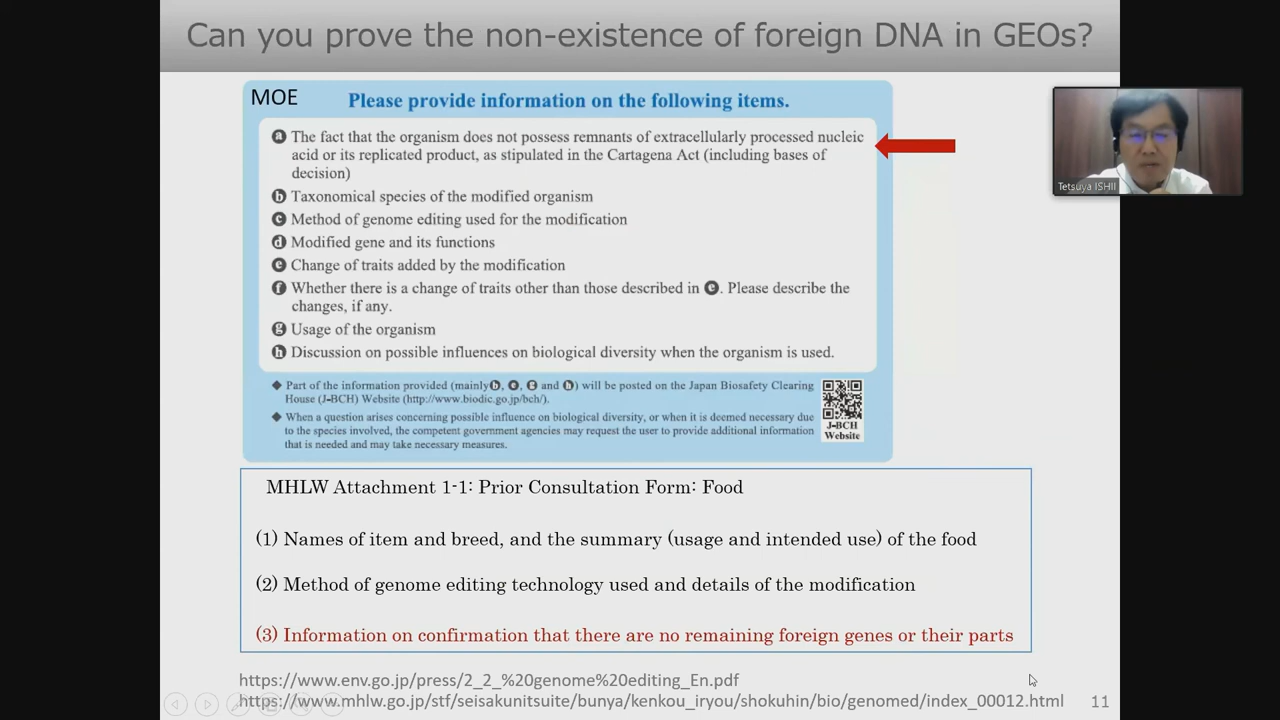 Can you prove the non-existence of foreign DNA in GEOs?
MOE
Please provide information on the following items.
a The fact that the organism does not possess remnants of extracellularly processed nucleic
acid or its replicated product, as stipulated in the Cartagena Act (including bases of
decision)
b Taxonomical species of the modified organism
c Method of genome editing used for the modification
d Modified gene and its functions
e Change of traits added by the modification
f Whether there is a change of traits other than those described in e. Please describe the
changes, if any.
g Usage of the organism
h Discussion on possible influences on biological diversity when the organism is used.
◆ Part of the information provided (mainly b, e, g and h) will be posted on the Japan Biosafety Clearing
House (J-BCH) Website (http://www.biodic.go.jp/bch/).
◆ When a question arises concerning possible influence on biological diversity, or when it is deemed necessary due
to the species involved, the competent government agencies may request the user to provide additional information
that is needed and may take necessary measures.
J-BCH
Website
Tetsuya ISHII
MHLW Attachment 1-1: Prior Consultation Form: Food
(1) Names of item and breed, and the summary (usage and intended use) of the food
(2) Method of genome editing technology used and details of the modification
(3) Information on confirmation that there are no remaining foreign genes or their parts
https://www.env.go.jp/press/2_2_%20genome%20editing_En.pdf
https://www.mhlw.go.jp/stf/seisakunitsuite/bunya/kenkou_iryou/shokuhin/bio/genomed/index_00012.html
11